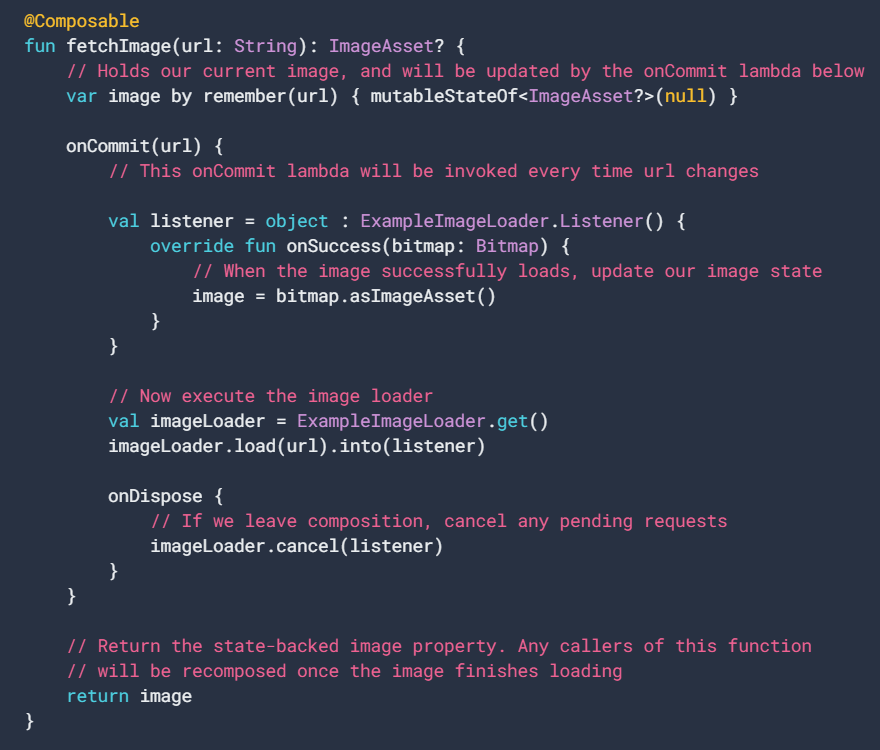 @Composable
fun fetchImage(url: String): ImageAsset? {
    // Holds our current image, and will be updated by the onCommit lambda below
    var image by remember(url) { mutableStateOf<ImageAsset?>(null) }

    onCommit(url) {
        // This onCommit lambda will be invoked every time url changes

        val listener = object : ExampleImageLoader.Listener() {
            override fun onSuccess(bitmap: Bitmap) {
                // When the image successfully loads, update our image state
                image = bitmap.asImageAsset()
            }
        }

        // Now execute the image loader
        val imageLoader = ExampleImageLoader.get()
        imageLoader.load(url).into(listener)

        onDispose {
            // If we leave composition, cancel any pending requests
            imageLoader.cancel(listener)
        }
    }

    // Return the state-backed image property. Any callers of this function
    // will be recomposed once the image finishes loading
    return image
}